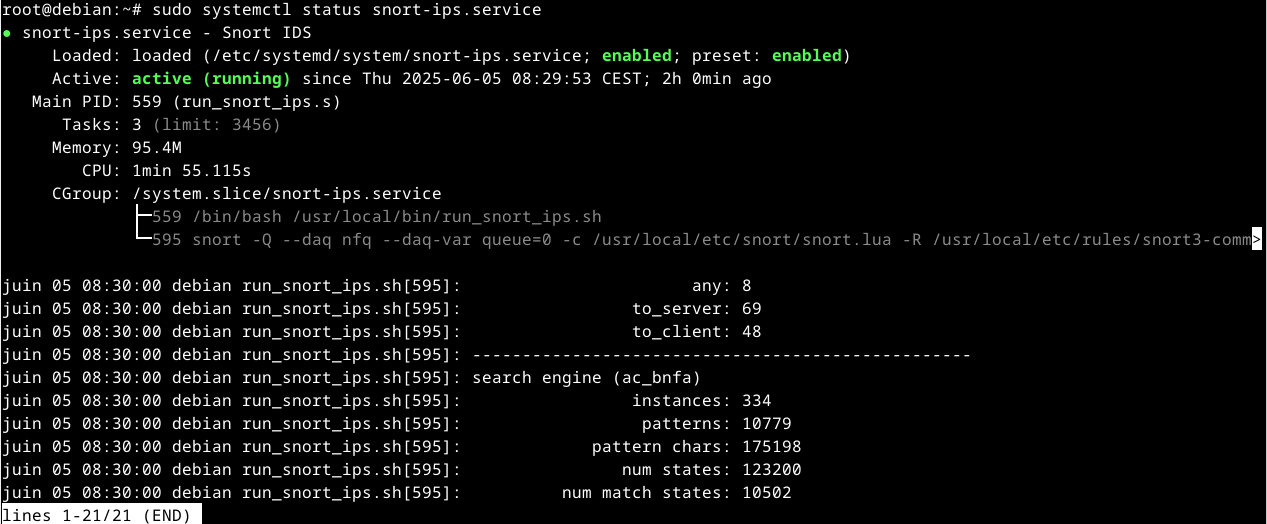 root@debian:~# sudo systemctl status snort-ips.service
● snort-ips.service - Snort IDS
     Loaded: loaded (/etc/systemd/system/snort-ips.service; enabled; preset: enabled)
     Active: active (running) since Thu 2025-06-05 08:29:53 CEST; 2h 0min ago
   Main PID: 559 (run_snort_ips.s)
      Tasks: 3 (limit: 3456)
     Memory: 95.4M
        CPU: 1min 55.115s
     CGroup: /system.slice/snort-ips.service
             ├─559 /bin/bash /usr/local/bin/run_snort_ips.sh
             └─595 snort -Q --daq nfq --daq-var queue=0 -c /usr/local/etc/snort/snort.lua -R /usr/local/etc/rules/snort3-comm>

juin 05 08:30:00 debian run_snort_ips.sh[595]:                       any: 8
juin 05 08:30:00 debian run_snort_ips.sh[595]:                 to_server: 69
juin 05 08:30:00 debian run_snort_ips.sh[595]:                 to_client: 48
juin 05 08:30:00 debian run_snort_ips.sh[595]: --------------------------------------------------
juin 05 08:30:00 debian run_snort_ips.sh[595]: search engine (ac_bnfa)
juin 05 08:30:00 debian run_snort_ips.sh[595]:                 instances: 334
juin 05 08:30:00 debian run_snort_ips.sh[595]:                  patterns: 10779
juin 05 08:30:00 debian run_snort_ips.sh[595]:             pattern chars: 175198
juin 05 08:30:00 debian run_snort_ips.sh[595]:                num states: 123200
juin 05 08:30:00 debian run_snort_ips.sh[595]:          num match states: 10502
lines 1-21/21 (END)